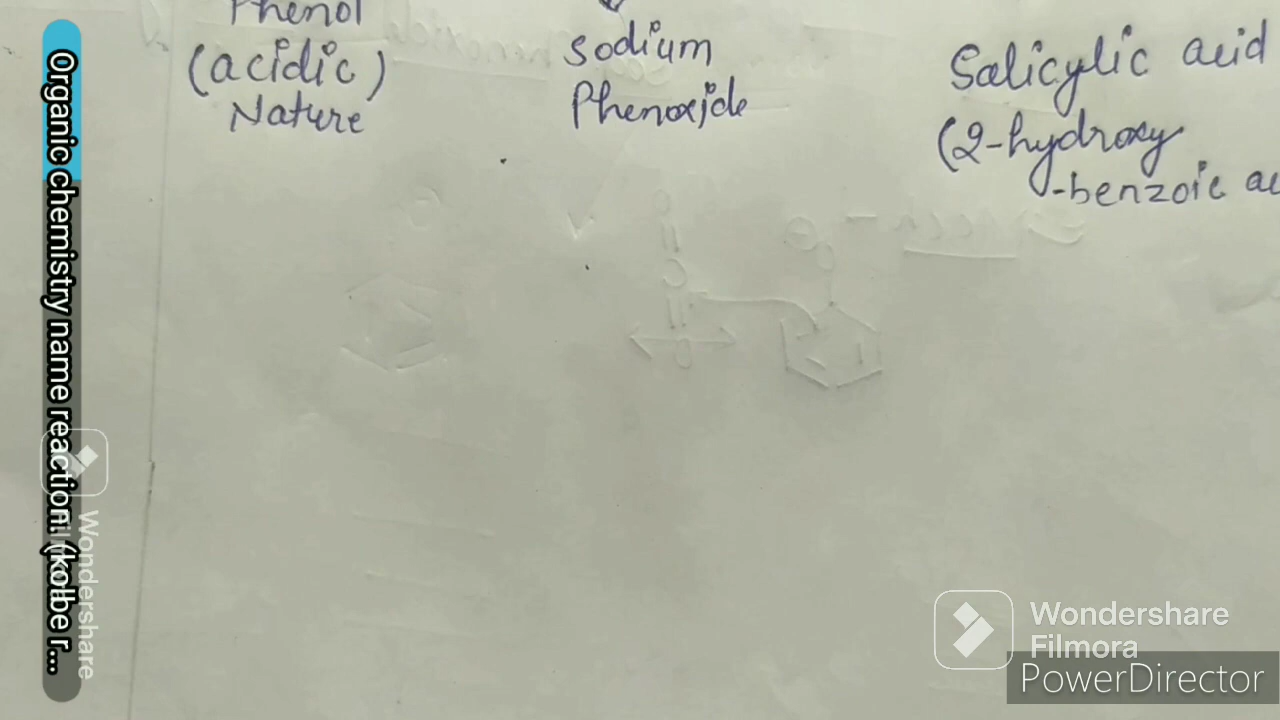 Phenol
(acidic)
Nature
Sodium
Phenoxide
Salicylic acid
(2-hydroxy
-benzoic ac
Organic chemistry name reaction. (kolbe r...
Wondershare
Wondershare
Filmora
PowerDirector